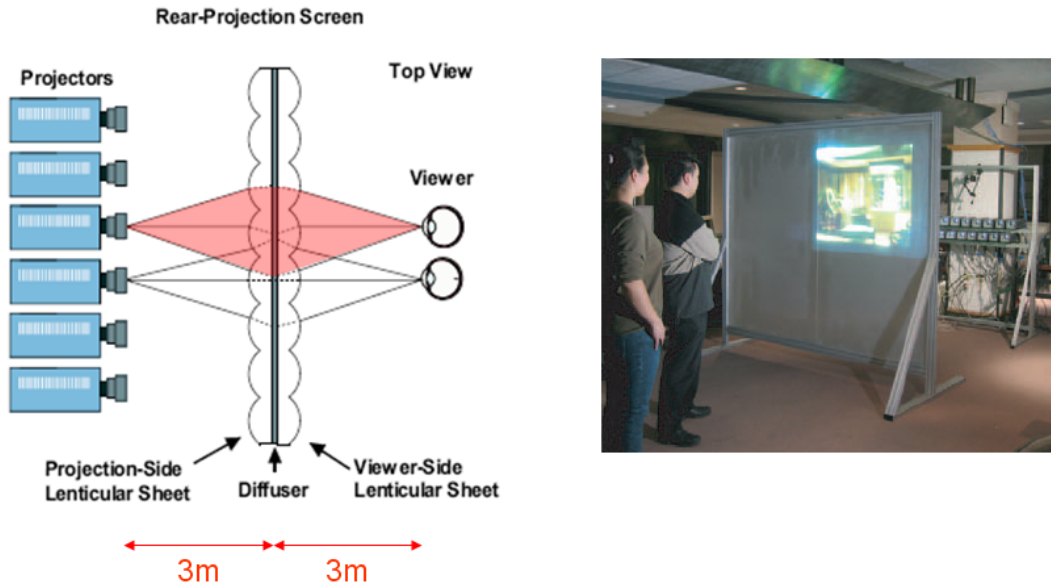 Rear-Projection Screen
Projectors
Top View
Viewer
Projection-Side
Lenticular Sheet
Diffuser
Viewer-Side
Lenticular Sheet
3m
3m